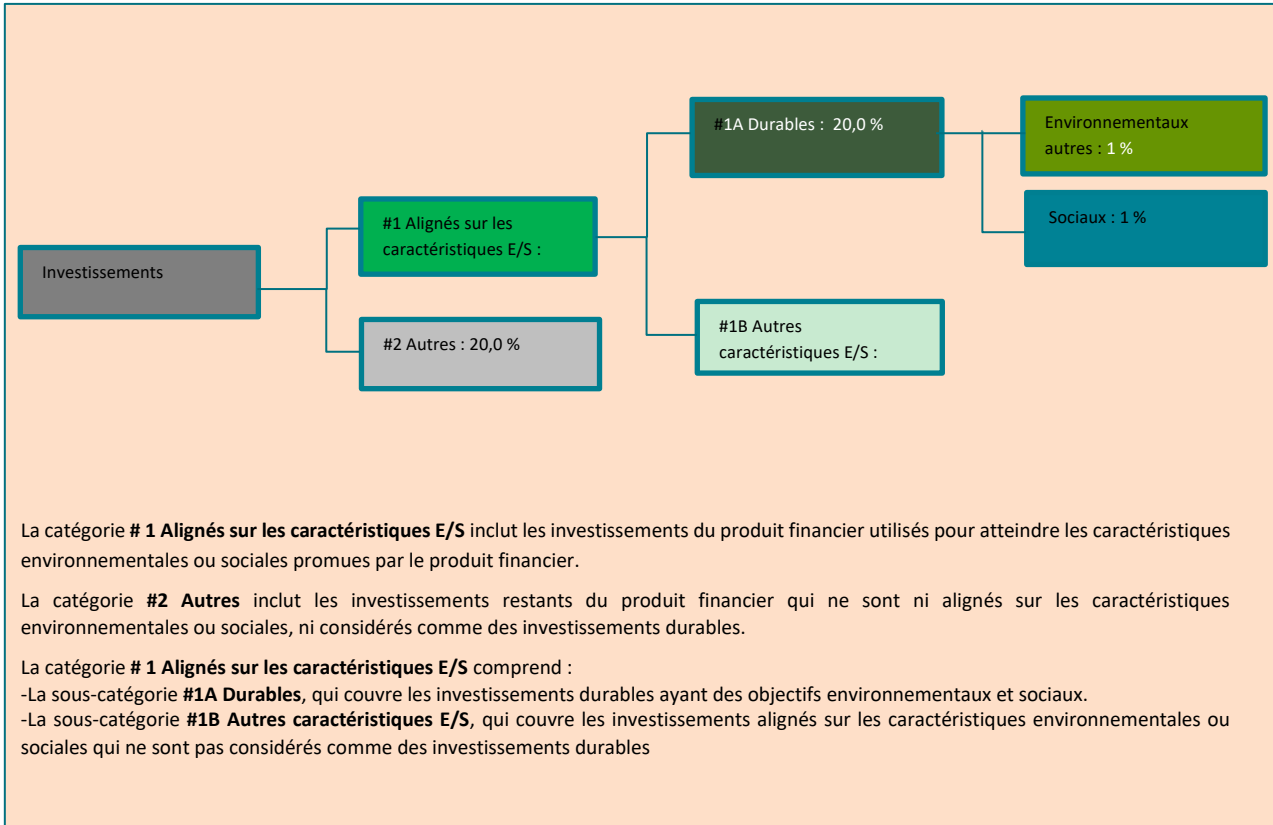 #1A Durables : 20,0 %
Environnementaux
autres : 1 %
#1 Alignés sur les
caractéristiques E/S :
Sociaux : 1 %
Investissements
#2 Autres : 20,0 %
#1B Autres
caractéristiques E/S :
La catégorie # 1 Alignés sur les caractéristiques E/S inclut les investissements du produit financier utilisés pour atteindre les caractéristiques
environnementales ou sociales promues par le produit financier.
La catégorie #2 Autres inclut les investissements restants du produit financier qui ne sont ni alignés sur les caractéristiques
environnementales ou sociales, ni considérés comme des investissements durables.
La catégorie # 1 Alignés sur les caractéristiques E/S comprend :
-La sous-catégorie #1A Durables, qui couvre les investissements durables ayant des objectifs environnementaux et sociaux.
-La sous-catégorie #1B Autres caractéristiques E/S, qui couvre les investissements alignés sur les caractéristiques environnementales ou
sociales qui ne sont pas considérés comme des investissements durables